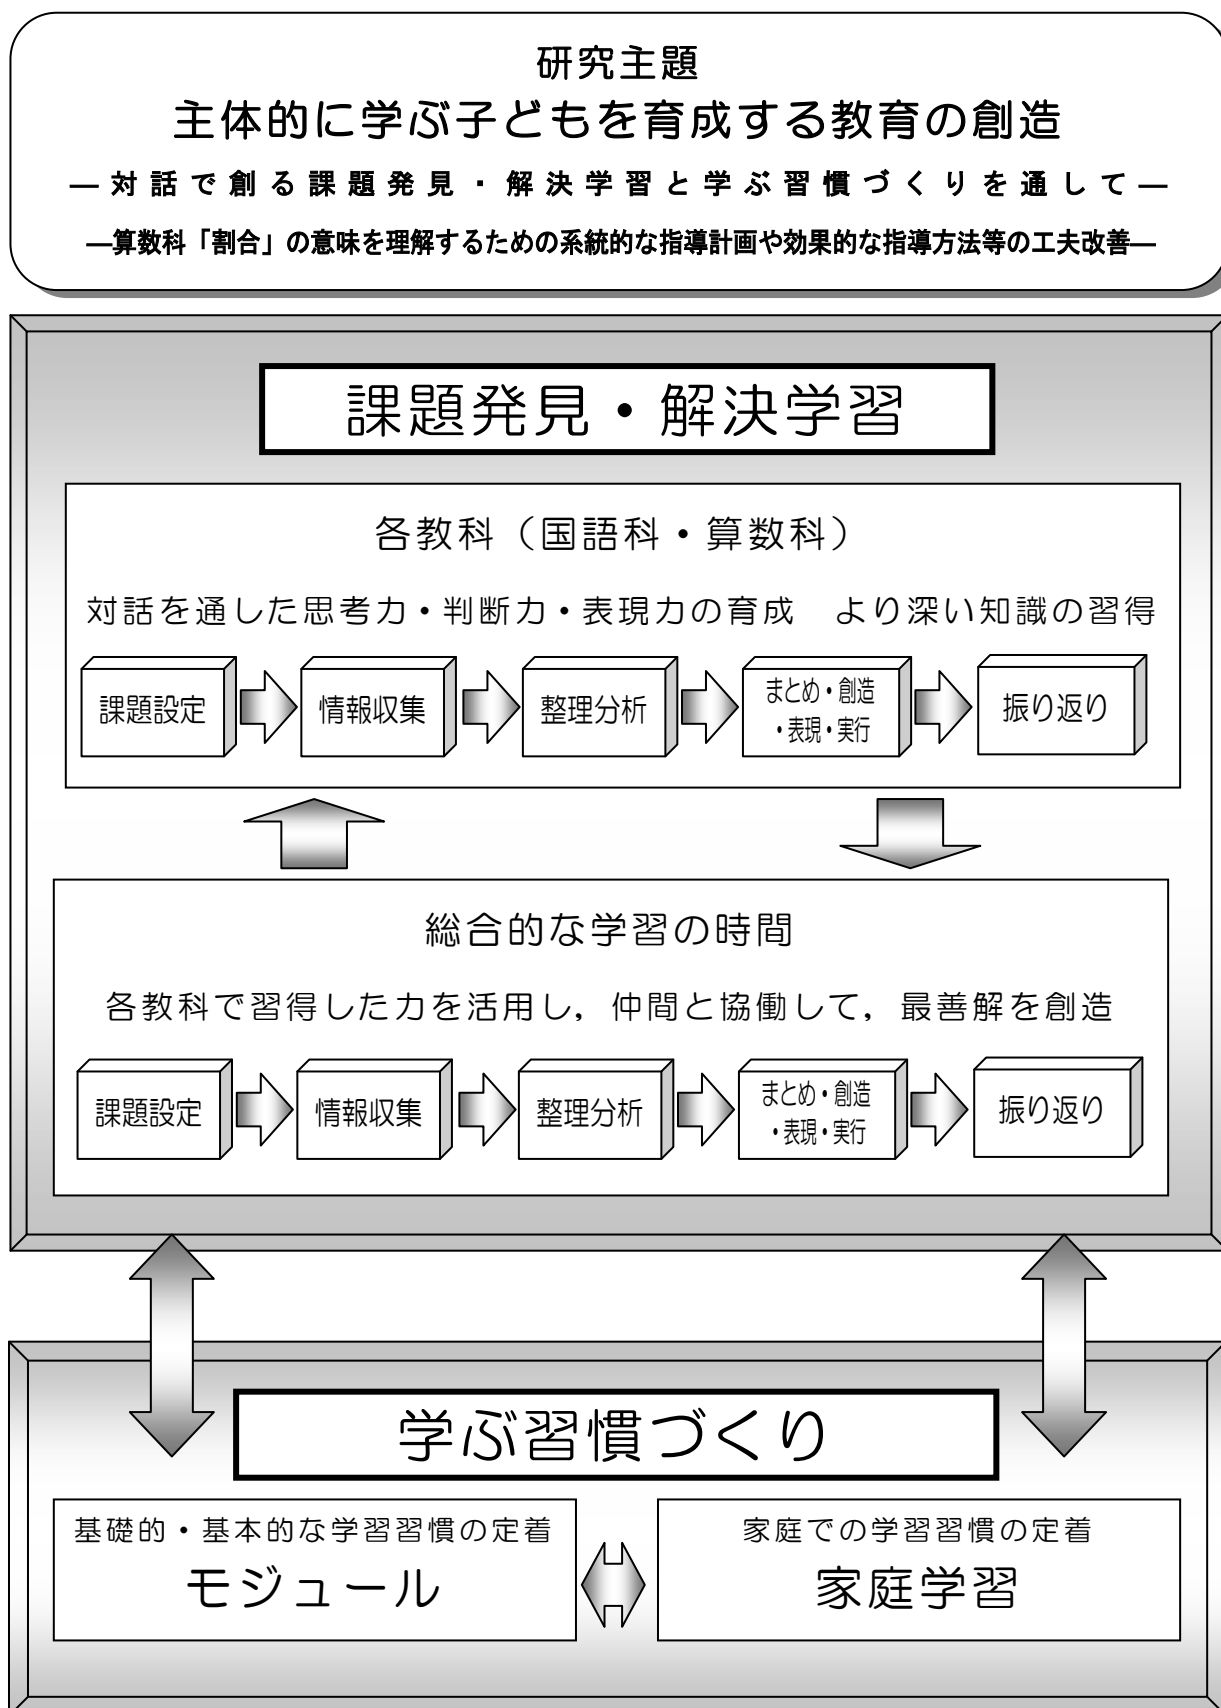 研究主題
主体的に学ぶ子どもを育成する教育の創造
―対話で創る課題発見・解決学習と学ぶ習慣づくりを通して―
―算数科「割合」の意味を理解するための系統的な指導計画や効果的な指導方法等の工夫改善―
課題発見・解決学習
各教科（国語科・算数科）
対話を通した思考力・判断力・表現力の育成　より深い知識の習得
課題設定
情報収集
整理分析
まとめ・創造
・表現・実行
振り返り
総合的な学習の時間
各教科で習得した力を活用し，仲間と協働して，最善解を創造
課題設定
情報収集
整理分析
まとめ・創造
・表現・実行
振り返り
学ぶ習慣づくり
基礎的・基本的な学習習慣の定着
モジュール
家庭での学習習慣の定着
家庭学習